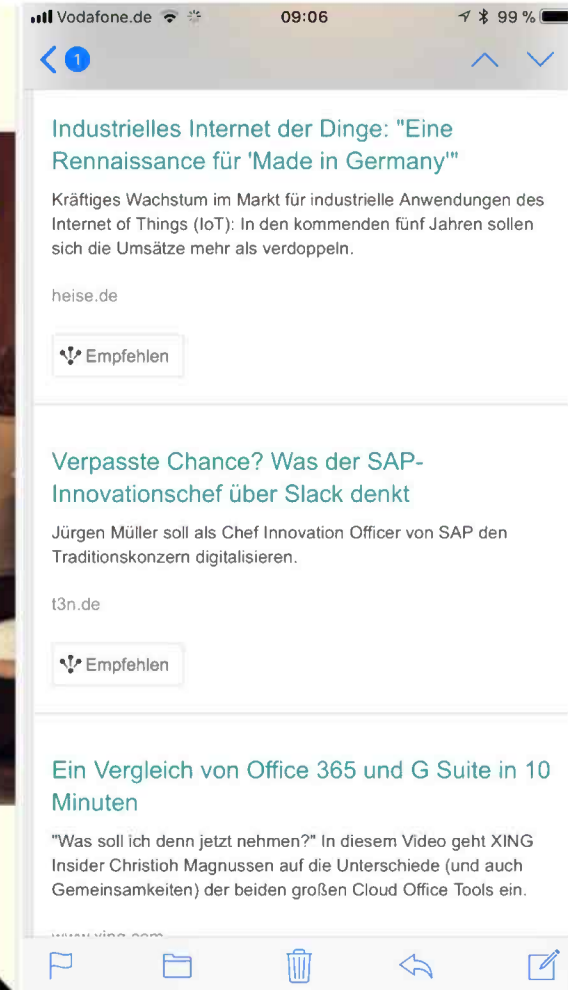 Vodafone.de 09:06 99 %
1
Industrielles Internet der Dinge: "Eine
Rennaissance für 'Made in Germany'"
Kräftiges Wachstum im Markt für industrielle Anwendungen des
Internet of Things (IoT): In den kommenden fünf Jahren sollen
sich die Umsätze mehr als verdoppeln.
heise.de
Empfehlen
Verpasste Chance? Was der SAP-
Innovationschef über Slack denkt
Jürgen Müller soll als Chef Innovation Officer von SAP den
Traditionskonzern digitalisieren.
t3n.de
Empfehlen
Ein Vergleich von Office 365 und G Suite in 10
Minuten
"Was soll ich denn jetzt nehmen?" In diesem Video geht XING
Insider Christioh Magnussen auf die Unterschiede (und auch
Gemeinsamkeiten) der beiden großen Cloud Office Tools ein.
www.xing.com